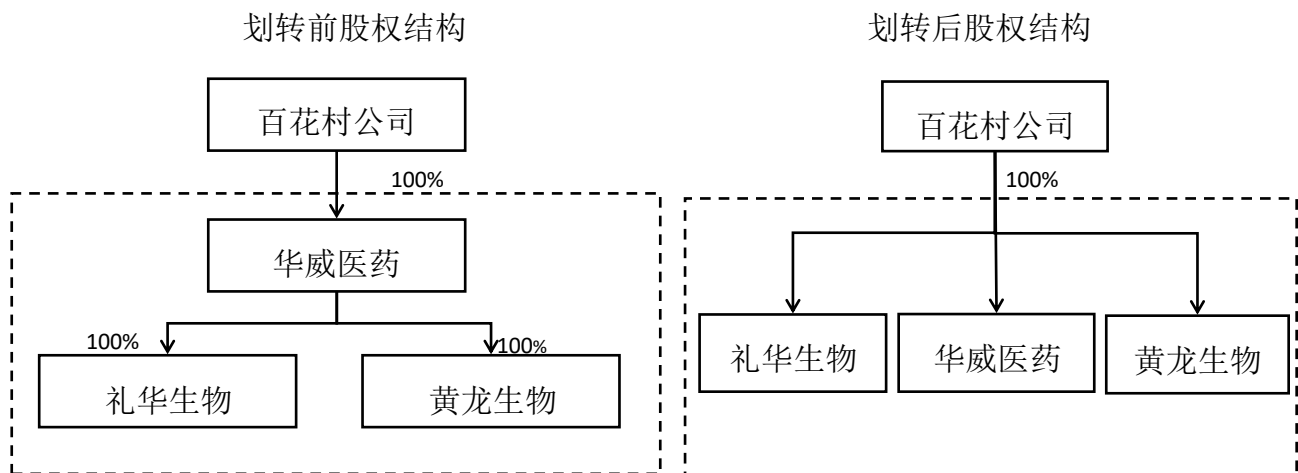 划转前股权结构
百花村公司
100%
华威医药
100%
100%
礼华生物
黄龙生物
划转后股权结构
百花村公司
100%
礼华生物
华威医药
黄龙生物